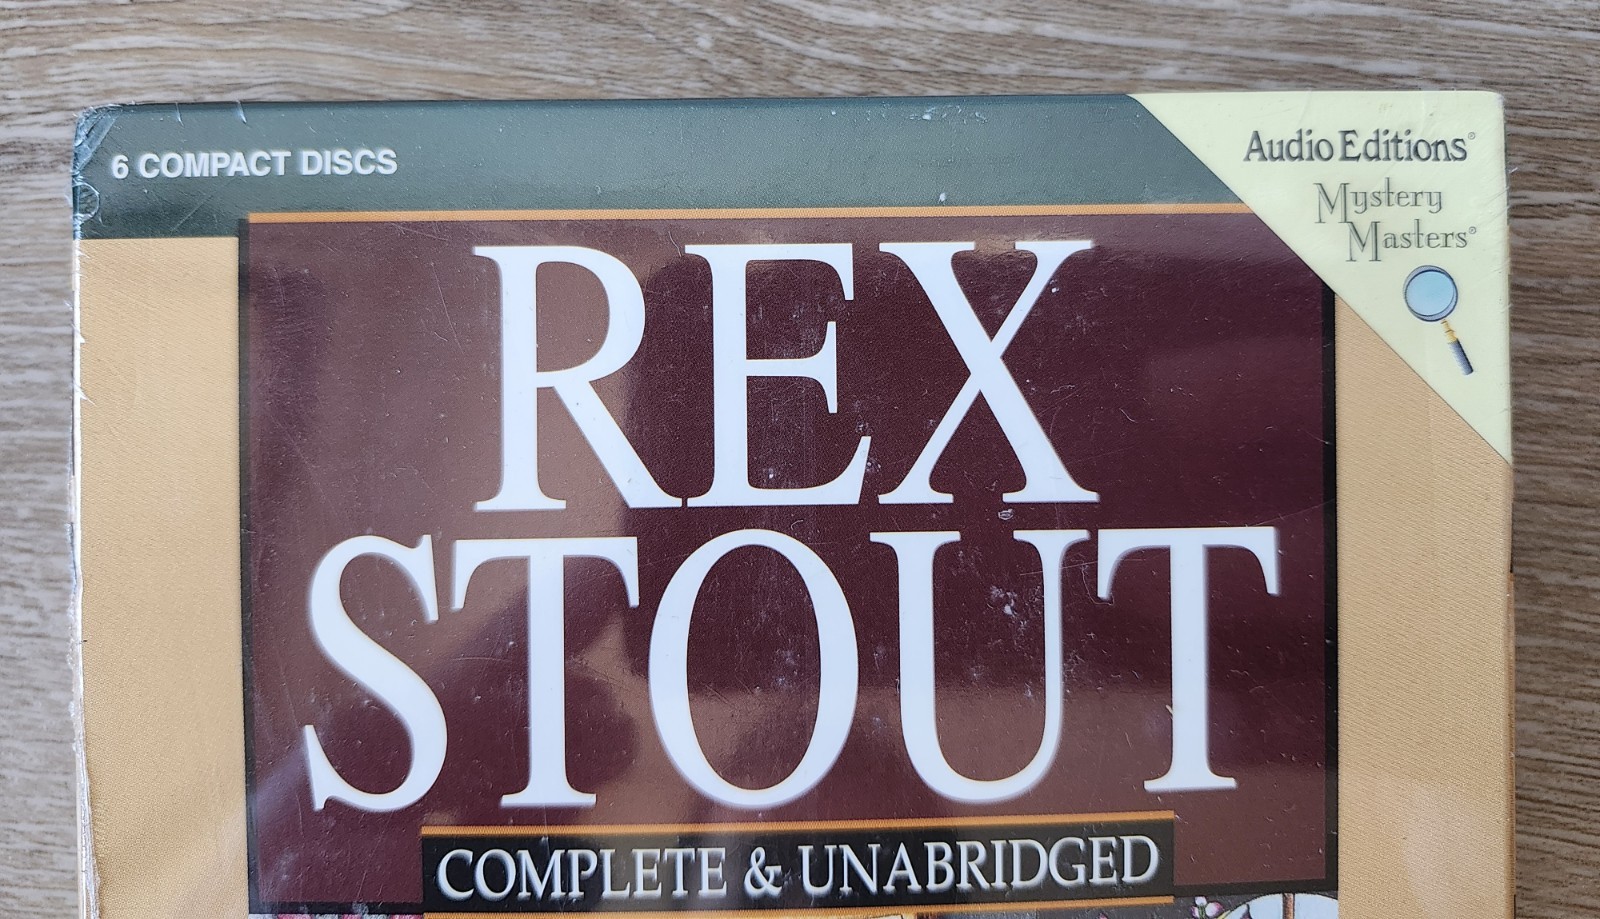 6 COMPACT DISCS
Audio Editions®
Mystery
Masters®
REX
STOUT
COMPLETE & UNABRIDGED